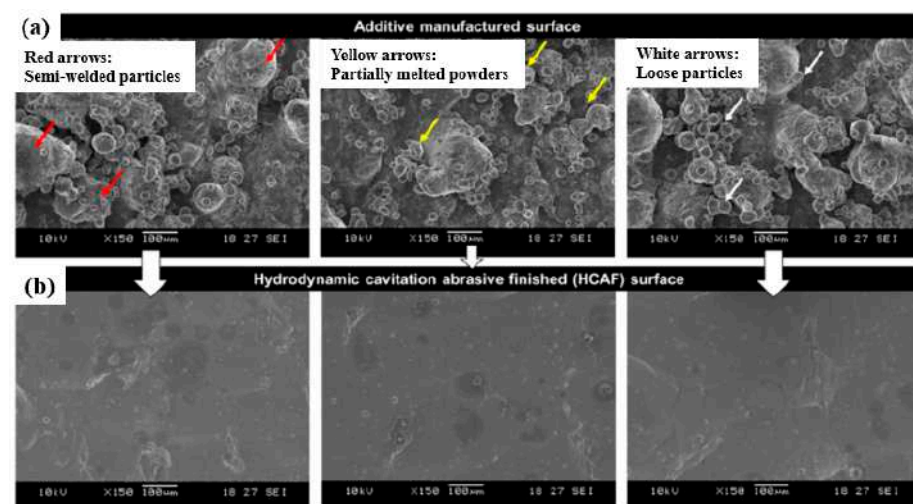 (a) Additive manufactured surface
Red arrows:
Semi-welded particles
Yellow arrows:
Partially melted powders
White arrows:
Loose particles
10kV X150 100µm 18 27 SEI
10kV X150 100µm 18 27 SEI
10kV X150 100µm 18 27 SEI
(b) Hydrodynamic cavitation abrasive finished (HCAF) surface
10kV X150 100µm 18 27 SEI
10kV X150 100µm 18 27 SEI
10kV X150 100µm 18 27 SEI